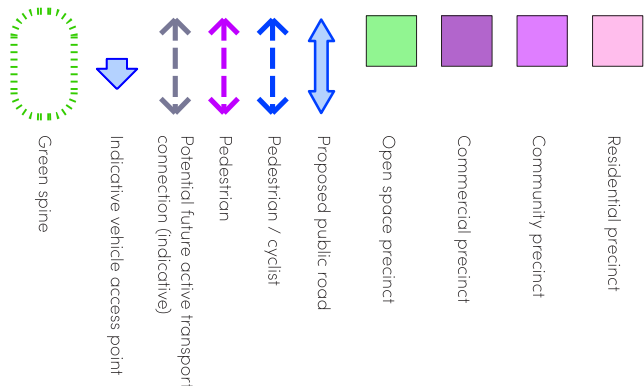 Residential precinct
Community precinct
Commercial precinct
Open space precinct
Proposed public road
Pedestrian / cyclist
Pedestrian
Potential future active transport
connection (indicative)
Indicative vehicle access point
Green spine